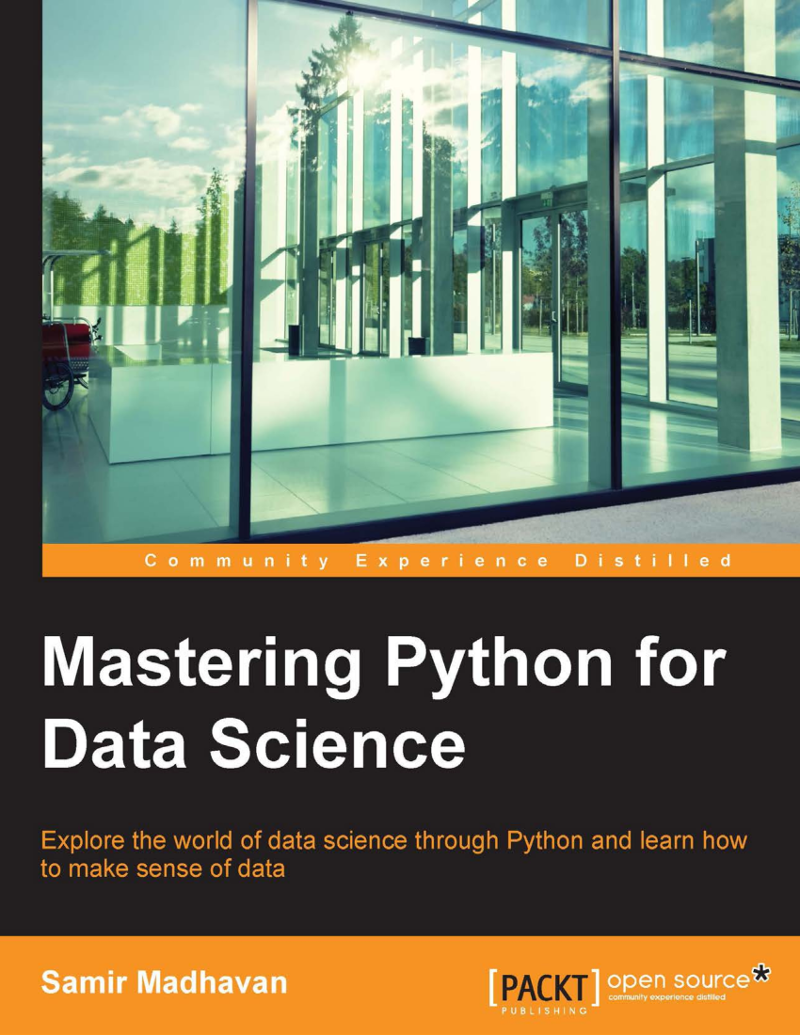 Community Experience Distilled
Mastering Python for
Data Science
Explore the world of data science through Python and learn how
to make sense of data
Samir Madhavan
[PACKT] open source*
community experience distilled
PUBLISHING